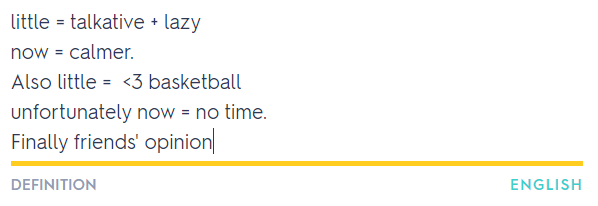 little = talkative + lazy
now = calmer.
Also little =  <3 basketball
unfortunately now = no time.
Finally friends' opinion
DEFINITION ENGLISH